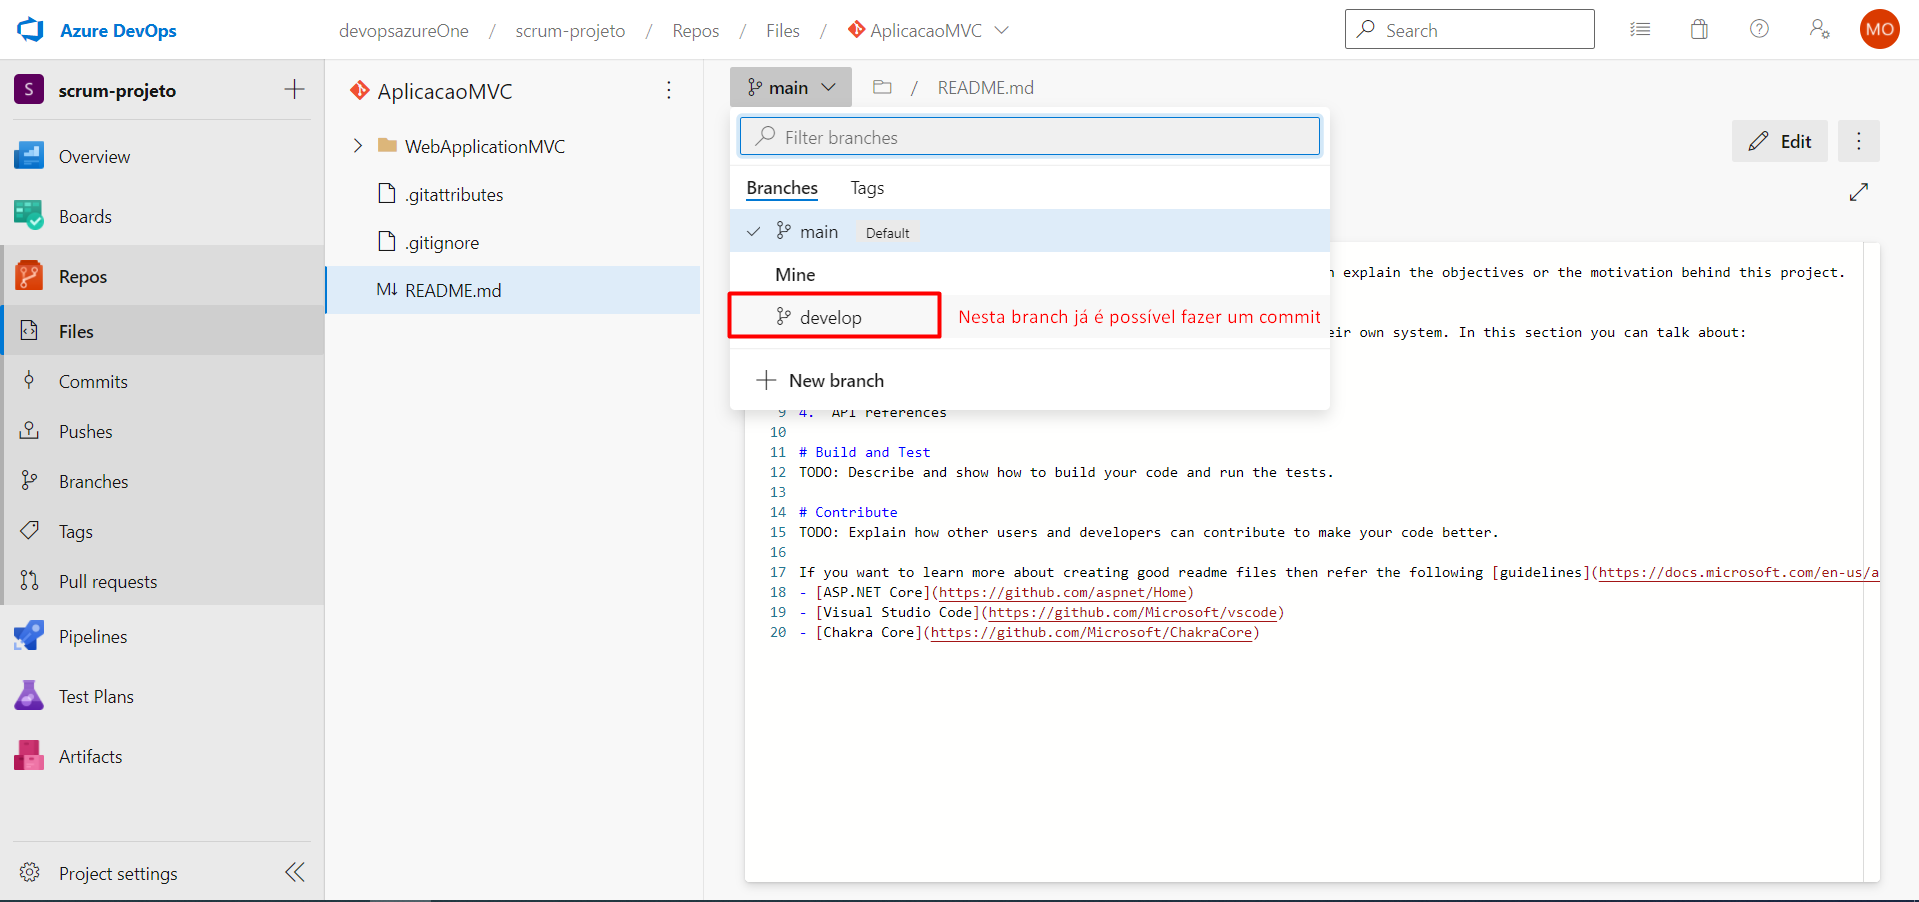 Azure DevOps
devopsazureOne / scrum-projeto / Repos / Files / AplicacaoMVC
Search
MO
S scrum-projeto
Overview
Boards
Repos
Files
Commits
Pushes
Branches
Tags
Pull requests
Pipelines
Test Plans
Artifacts
Project settings
AplicacaoMVC
WebApplicationMVC
.gitattributes
.gitignore
M↓ README.md
main / README.md
Edit
Filter branches
Branches Tags
main Default
Mine
develop Nesta branch já é possível fazer um commit
New branch
explain the objectives or the motivation behind this project.
own system. In this section you can talk about:
9 4. API references
10
11 # Build and Test
12 TODO: Describe and show how to build your code and run the tests.
13
14 # Contribute
15 TODO: Explain how other users and developers can contribute to make your code better.
16
17 If you want to learn more about creating good readme files then refer the following [guidelines](https://docs.microsoft.com/en-us/a
18 - [ASP.NET Core](https://github.com/aspnet/Home)
19 - [Visual Studio Code](https://github.com/Microsoft/vscode)
20 - [Chakra Core](https://github.com/Microsoft/ChakraCore)